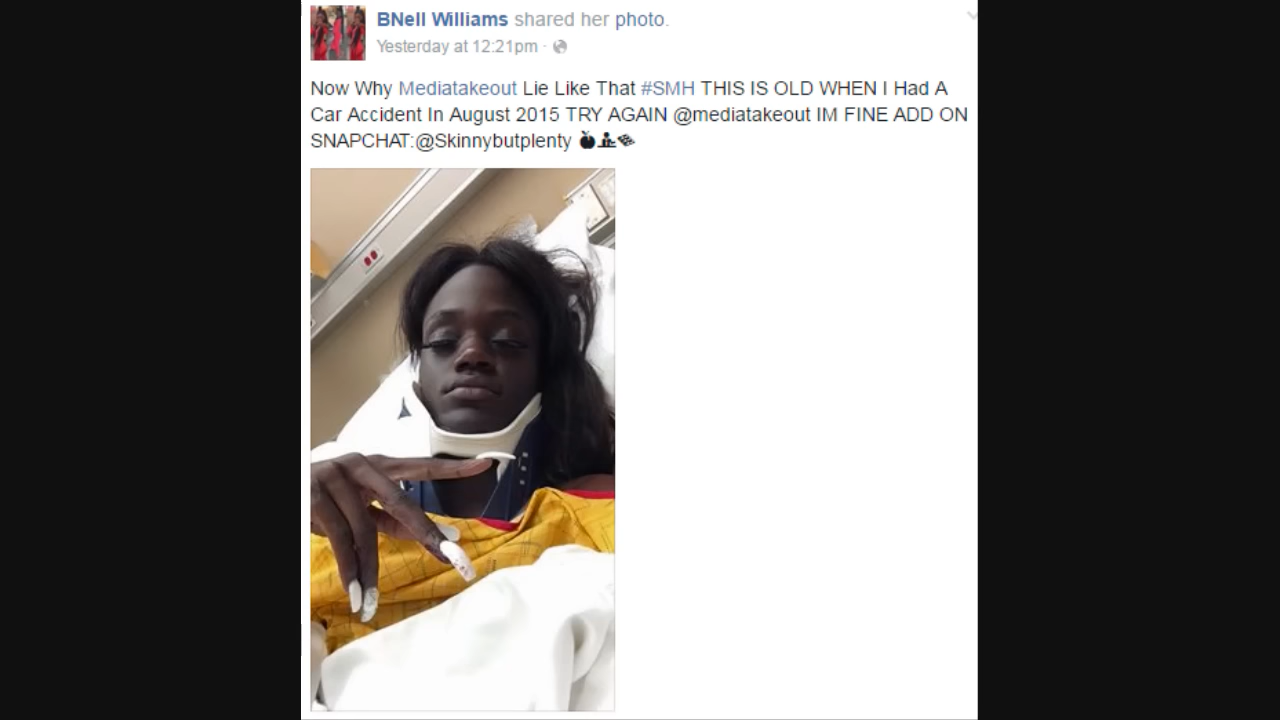 BNell Williams shared her photo.
Yesterday at 12:21pm ·
Now Why Mediatakeout Lie Like That #SMH THIS IS OLD WHEN I Had A
Car Accident In August 2015 TRY AGAIN @mediatakeout IM FINE ADD ON
SNAPCHAT:@Skinnybutplenty